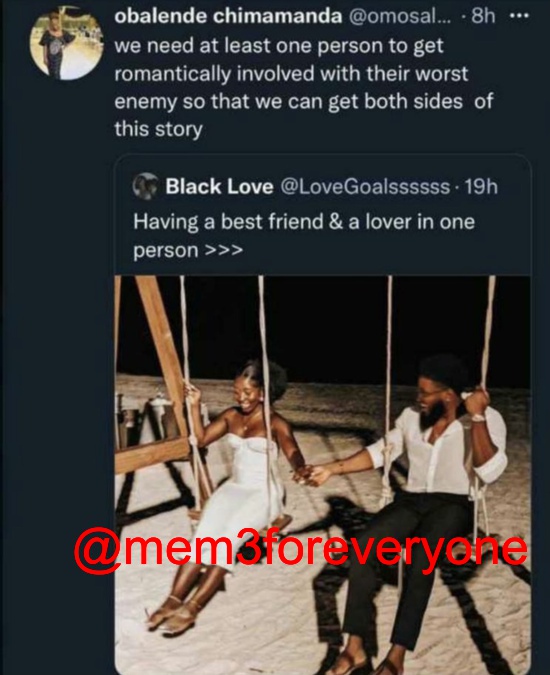 obalende chimamanda @omosal... · 8h ...
we need at least one person to get
romantically involved with their worst
enemy so that we can get both sides of
this story
Black Love @LoveGoalssssss · 19h
Having a best friend & a lover in one
person >>>
@mem3foreveryone